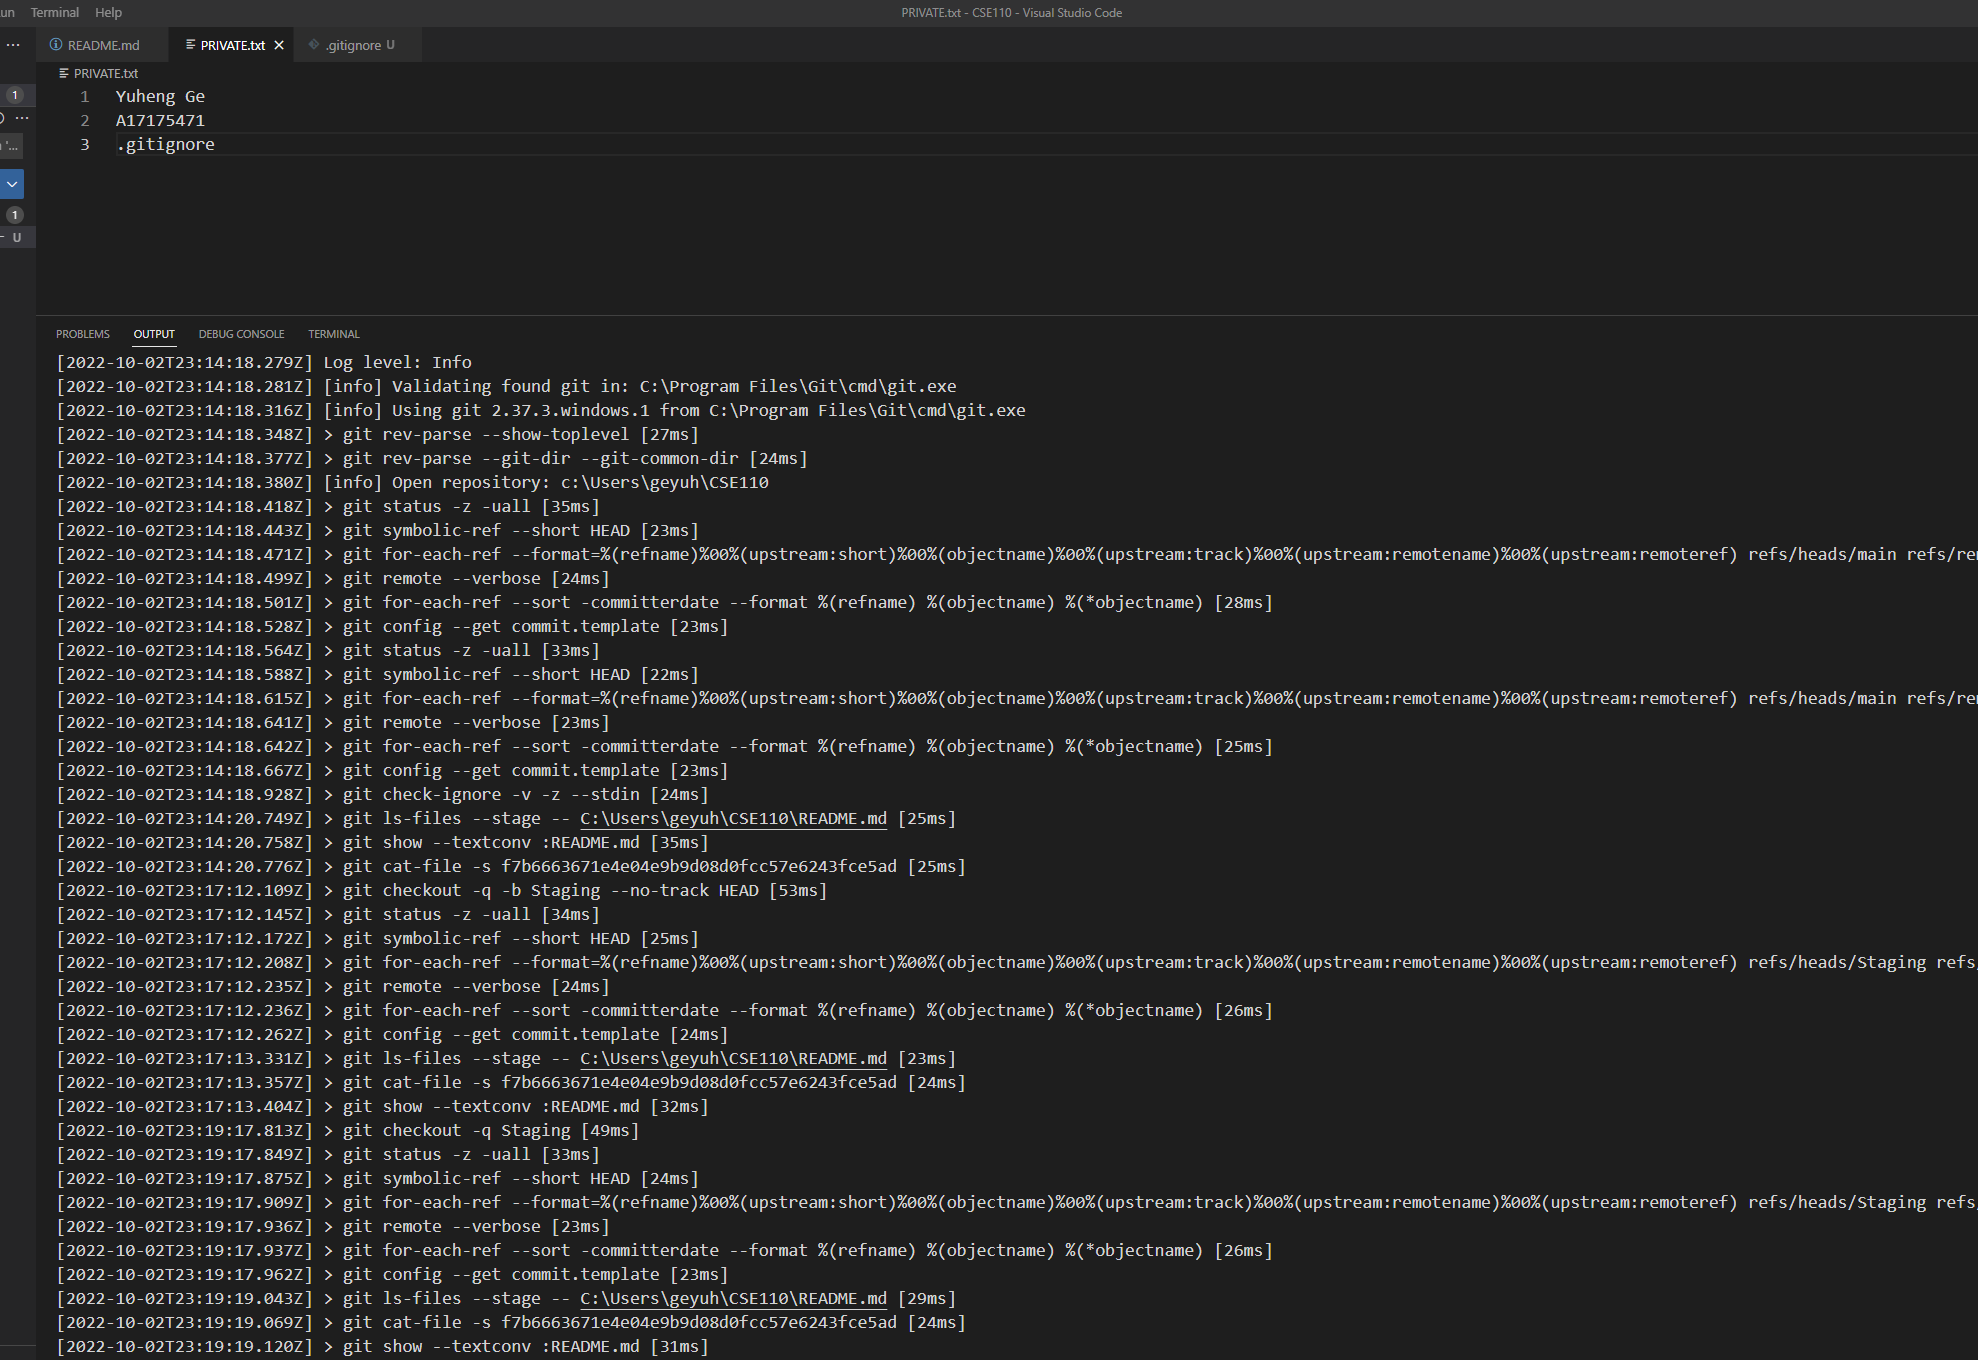 un Terminal Help PRIVATE.txt - CSE110 - Visual Studio Code
··· README.md PRIVATE.txt .gitignore U
PRIVATE.txt
1
1 Yuheng Ge
···
2 A17175471
3 .gitignore
1
U
PROBLEMS OUTPUT DEBUG CONSOLE TERMINAL
[2022-10-02T23:14:18.279Z] Log level: Info
[2022-10-02T23:14:18.281Z] [info] Validating found git in: C:\Program Files\Git\cmd\git.exe
[2022-10-02T23:14:18.316Z] [info] Using git 2.37.3.windows.1 from C:\Program Files\Git\cmd\git.exe
[2022-10-02T23:14:18.348Z] > git rev-parse --show-toplevel [27ms]
[2022-10-02T23:14:18.377Z] > git rev-parse --git-dir --git-common-dir [24ms]
[2022-10-02T23:14:18.380Z] [info] Open repository: c:\Users\geyuh\CSE110
[2022-10-02T23:14:18.418Z] > git status -z -uall [35ms]
[2022-10-02T23:14:18.443Z] > git symbolic-ref --short HEAD [23ms]
[2022-10-02T23:14:18.471Z] > git for-each-ref --format=%(refname)%00%(upstream:short)%00%(objectname)%00%(upstream:track)%00%(upstream:remotename)%00%(upstream:remoteref) refs/heads/main refs/re
[2022-10-02T23:14:18.499Z] > git remote --verbose [24ms]
[2022-10-02T23:14:18.501Z] > git for-each-ref --sort -committerdate --format %(refname) %(objectname) %(*objectname) [28ms]
[2022-10-02T23:14:18.528Z] > git config --get commit.template [23ms]
[2022-10-02T23:14:18.564Z] > git status -z -uall [33ms]
[2022-10-02T23:14:18.588Z] > git symbolic-ref --short HEAD [22ms]
[2022-10-02T23:14:18.615Z] > git for-each-ref --format=%(refname)%00%(upstream:short)%00%(objectname)%00%(upstream:track)%00%(upstream:remotename)%00%(upstream:remoteref) refs/heads/main refs/re
[2022-10-02T23:14:18.641Z] > git remote --verbose [23ms]
[2022-10-02T23:14:18.642Z] > git for-each-ref --sort -committerdate --format %(refname) %(objectname) %(*objectname) [25ms]
[2022-10-02T23:14:18.667Z] > git config --get commit.template [23ms]
[2022-10-02T23:14:18.928Z] > git check-ignore -v -z --stdin [24ms]
[2022-10-02T23:14:20.749Z] > git ls-files --stage -- C:\Users\geyuh\CSE110\README.md [25ms]
[2022-10-02T23:14:20.758Z] > git show --textconv :README.md [35ms]
[2022-10-02T23:14:20.776Z] > git cat-file -s f7b6663671e4e04e9b9d08d0fcc57e6243fce5ad [25ms]
[2022-10-02T23:17:12.109Z] > git checkout -q -b Staging --no-track HEAD [53ms]
[2022-10-02T23:17:12.145Z] > git status -z -uall [34ms]
[2022-10-02T23:17:12.172Z] > git symbolic-ref --short HEAD [25ms]
[2022-10-02T23:17:12.208Z] > git for-each-ref --format=%(refname)%00%(upstream:short)%00%(objectname)%00%(upstream:track)%00%(upstream:remotename)%00%(upstream:remoteref) refs/heads/Staging refs
[2022-10-02T23:17:12.235Z] > git remote --verbose [24ms]
[2022-10-02T23:17:12.236Z] > git for-each-ref --sort -committerdate --format %(refname) %(objectname) %(*objectname) [26ms]
[2022-10-02T23:17:12.262Z] > git config --get commit.template [24ms]
[2022-10-02T23:17:13.331Z] > git ls-files --stage -- C:\Users\geyuh\CSE110\README.md [23ms]
[2022-10-02T23:17:13.357Z] > git cat-file -s f7b6663671e4e04e9b9d08d0fcc57e6243fce5ad [24ms]
[2022-10-02T23:17:13.404Z] > git show --textconv :README.md [32ms]
[2022-10-02T23:19:17.813Z] > git checkout -q Staging [49ms]
[2022-10-02T23:19:17.849Z] > git status -z -uall [33ms]
[2022-10-02T23:19:17.875Z] > git symbolic-ref --short HEAD [24ms]
[2022-10-02T23:19:17.909Z] > git for-each-ref --format=%(refname)%00%(upstream:short)%00%(objectname)%00%(upstream:track)%00%(upstream:remotename)%00%(upstream:remoteref) refs/heads/Staging refs
[2022-10-02T23:19:17.936Z] > git remote --verbose [23ms]
[2022-10-02T23:19:17.937Z] > git for-each-ref --sort -committerdate --format %(refname) %(objectname) %(*objectname) [26ms]
[2022-10-02T23:19:17.962Z] > git config --get commit.template [23ms]
[2022-10-02T23:19:19.043Z] > git ls-files --stage -- C:\Users\geyuh\CSE110\README.md [29ms]
[2022-10-02T23:19:19.069Z] > git cat-file -s f7b6663671e4e04e9b9d08d0fcc57e6243fce5ad [24ms]
[2022-10-02T23:19:19.120Z] > git show --textconv :README.md [31ms]